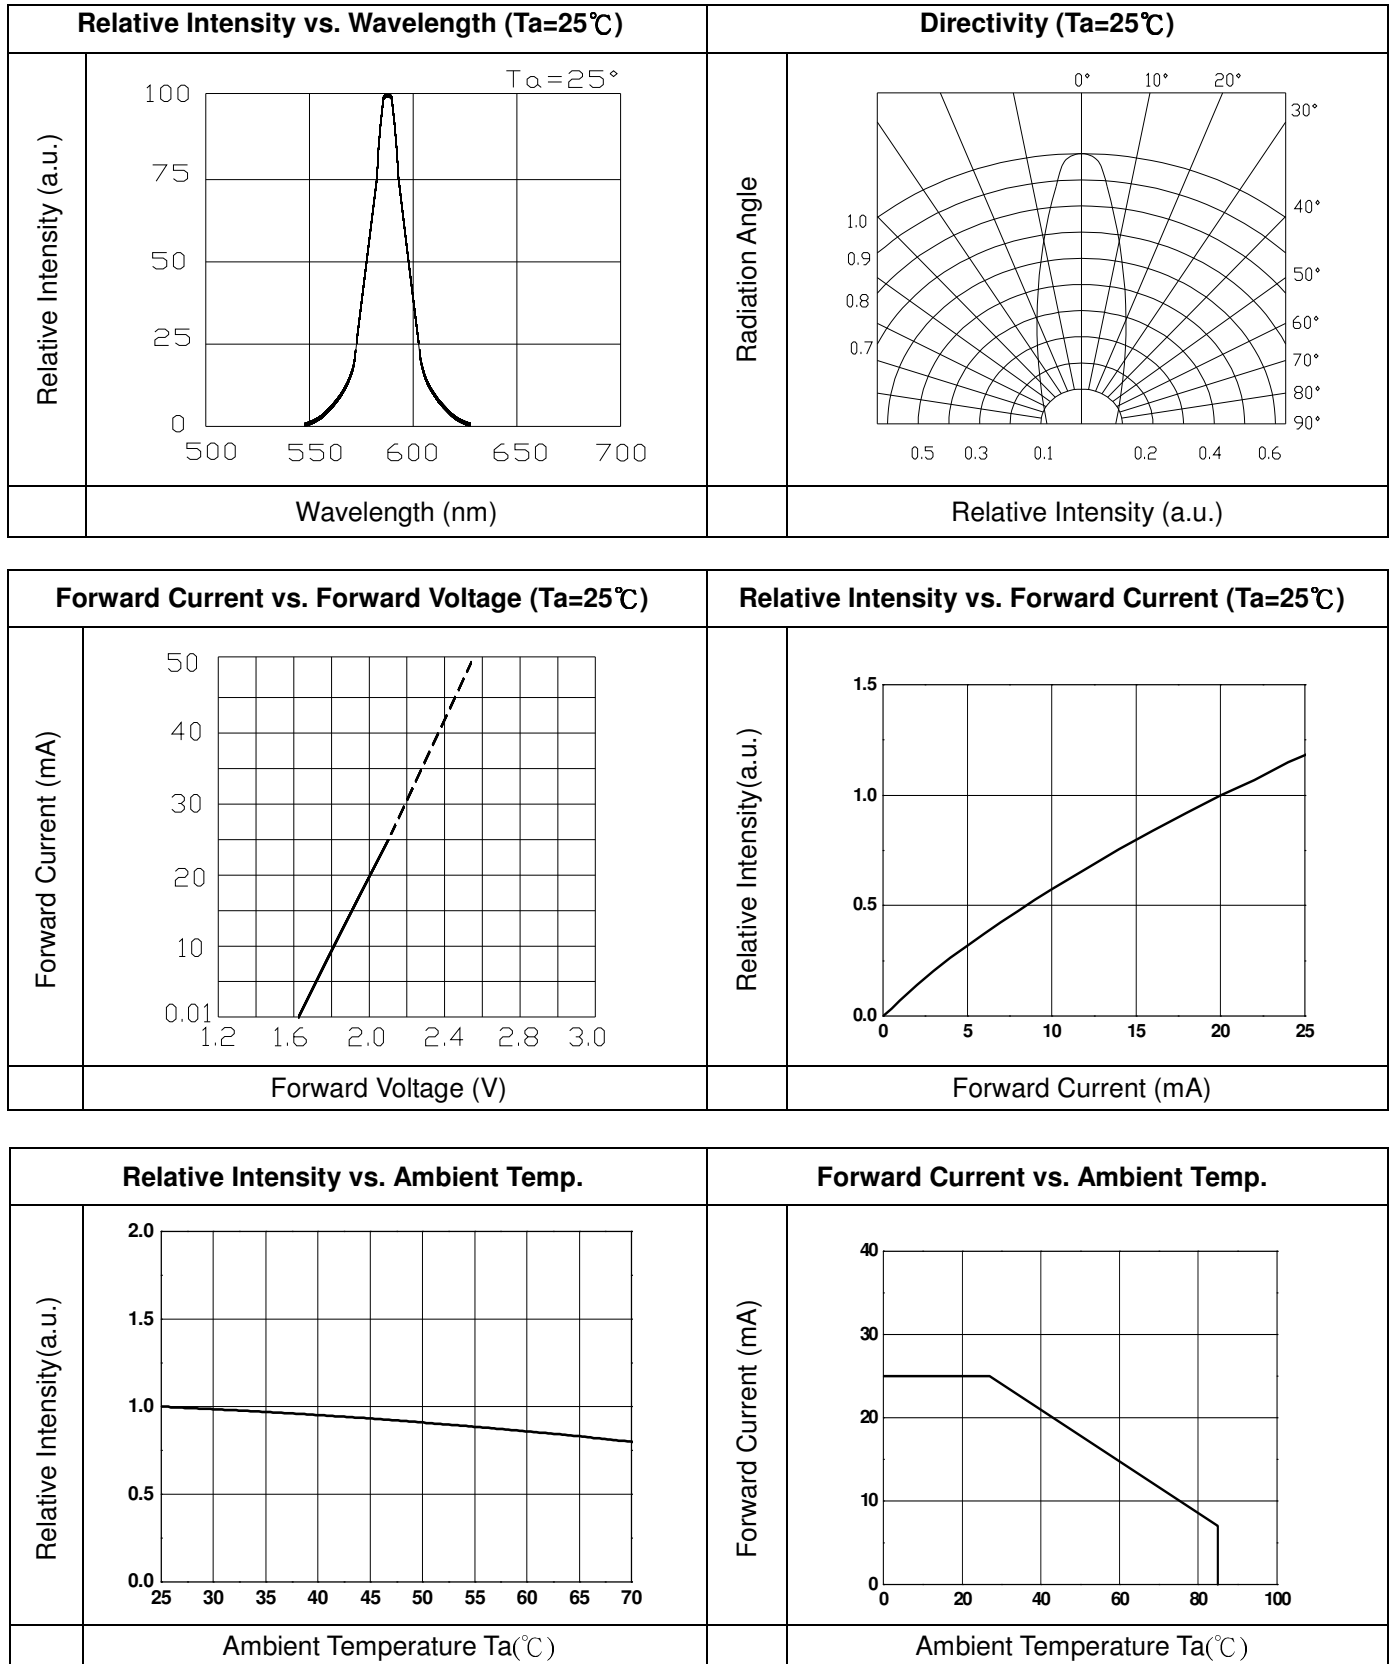 Relative Intensity vs. Wavelength (Ta=25℃)
Directivity (Ta=25℃)
Relative Intensity (a.u.)
Ta=25°
100
75
50
25
0
500 550 600 650 700
Wavelength (nm)
Radiation Angle
0° 10° 20°
30°
40°
50°
60°
70°
80°
90°
1.0
0.9
0.8
0.7
0.5 0.3 0.1 0.2 0.4 0.6
Relative Intensity (a.u.)
Forward Current vs. Forward Voltage (Ta=25℃)
Relative Intensity vs. Forward Current (Ta=25℃)
Forward Current (mA)
50
40
30
20
10
0.01
1.2 1.6 2.0 2.4 2.8 3.0
Forward Voltage (V)
Relative Intensity(a.u.)
1.5
1.0
0.5
0.0
0 5 10 15 20 25
Forward Current (mA)
Relative Intensity vs. Ambient Temp.
Forward Current vs. Ambient Temp.
Relative Intensity(a.u.)
2.0
1.5
1.0
0.5
0.0
25 30 35 40 45 50 55 60 65 70
Ambient Temperature Ta(℃)
Forward Current (mA)
40
30
20
10
0
0 20 40 60 80 100
Ambient Temperature Ta(℃)